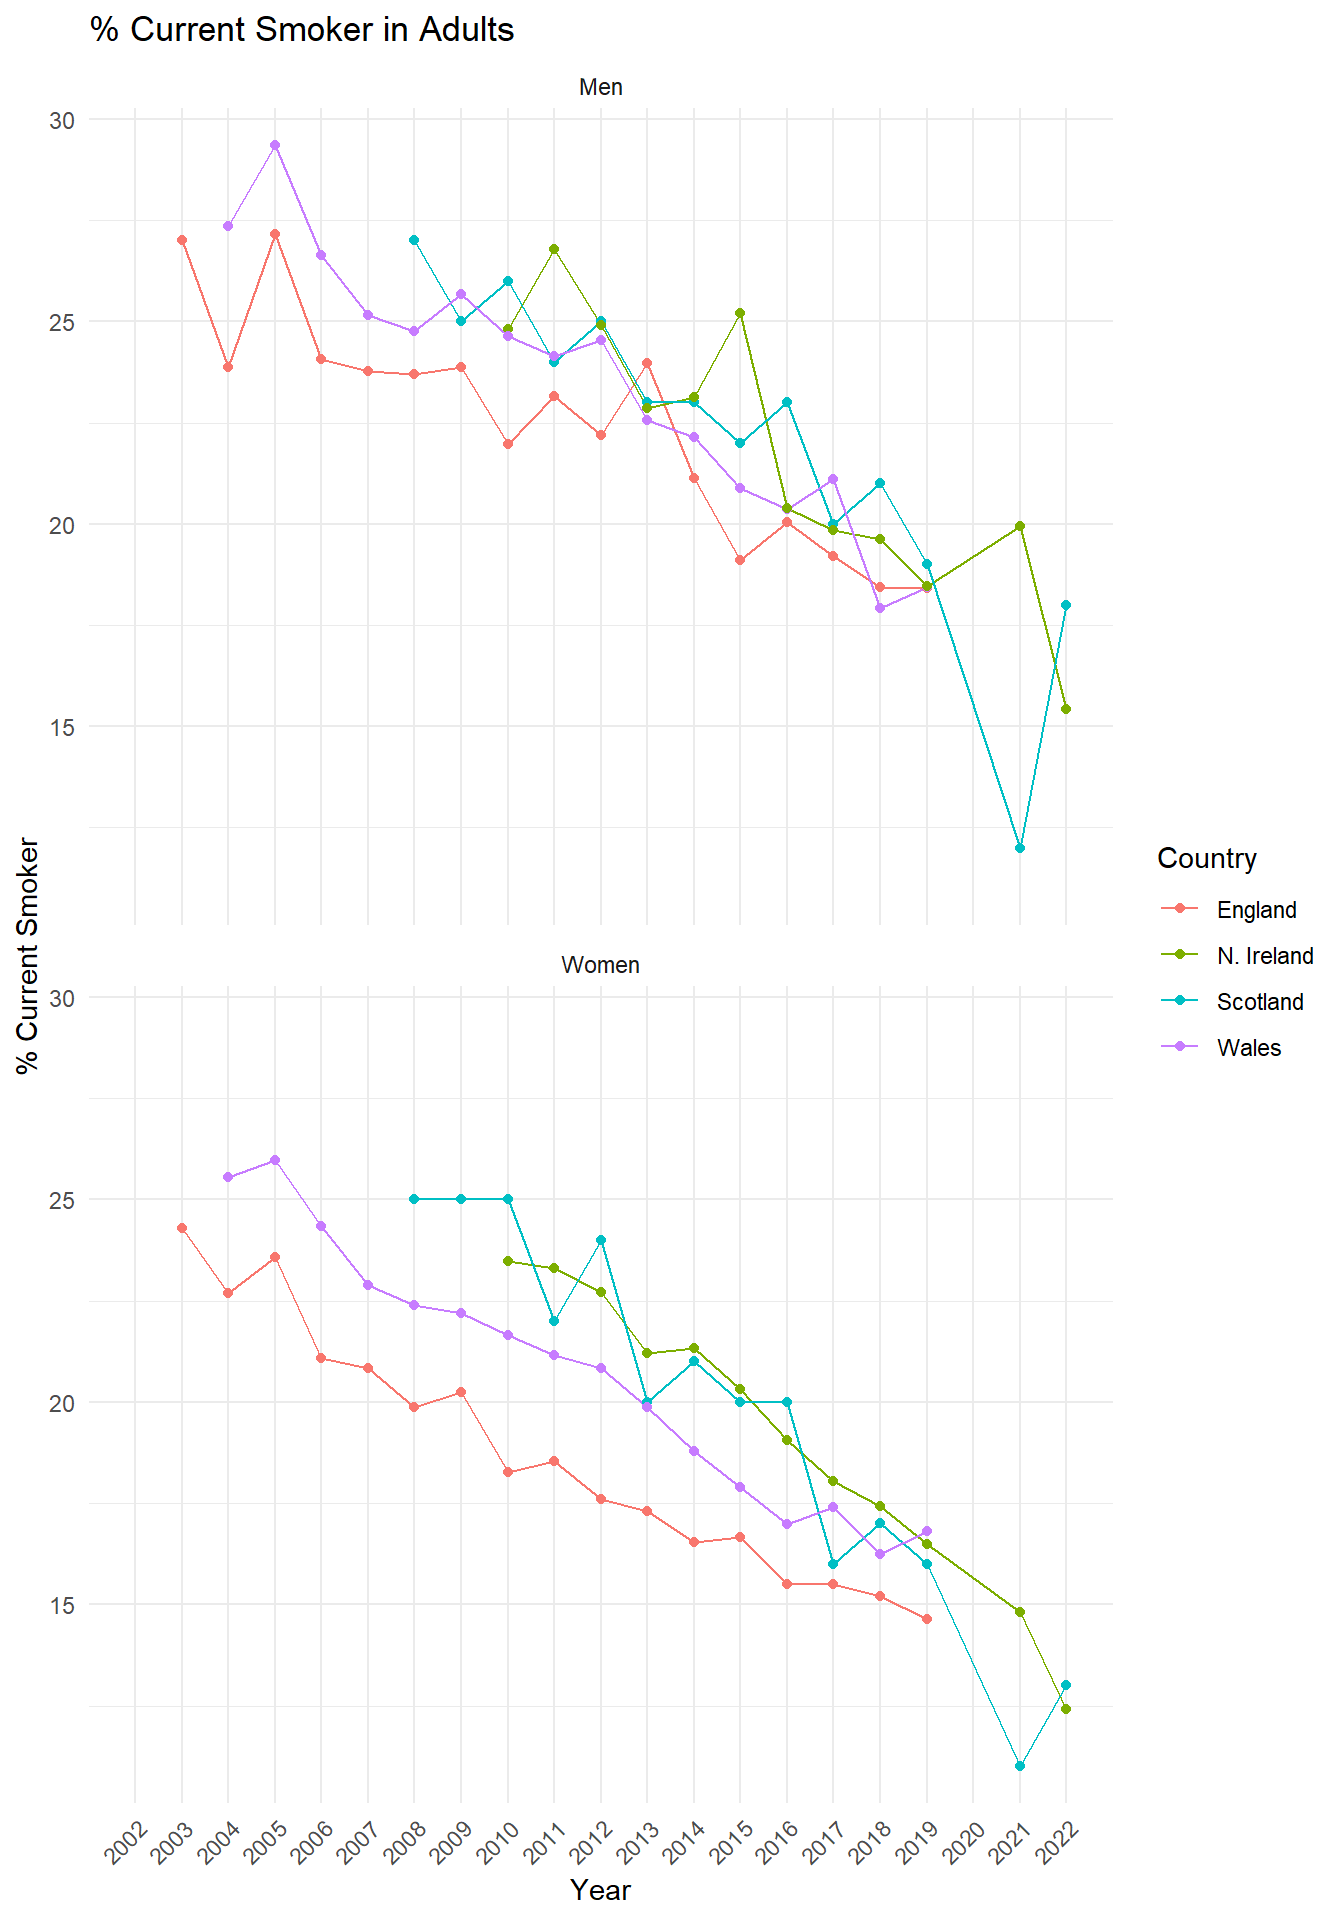 % Current Smoker in Adults
Men
30
25
20
15
% Current Smoker
Women
30
25
20
15
2002
2003
2004
2005
2006
2007
2008
2009
2010
2011
2012
2013
2014
2015
2016
2017
2018
2019
2020
2021
2022
Year
Country
England
N. Ireland
Scotland
Wales